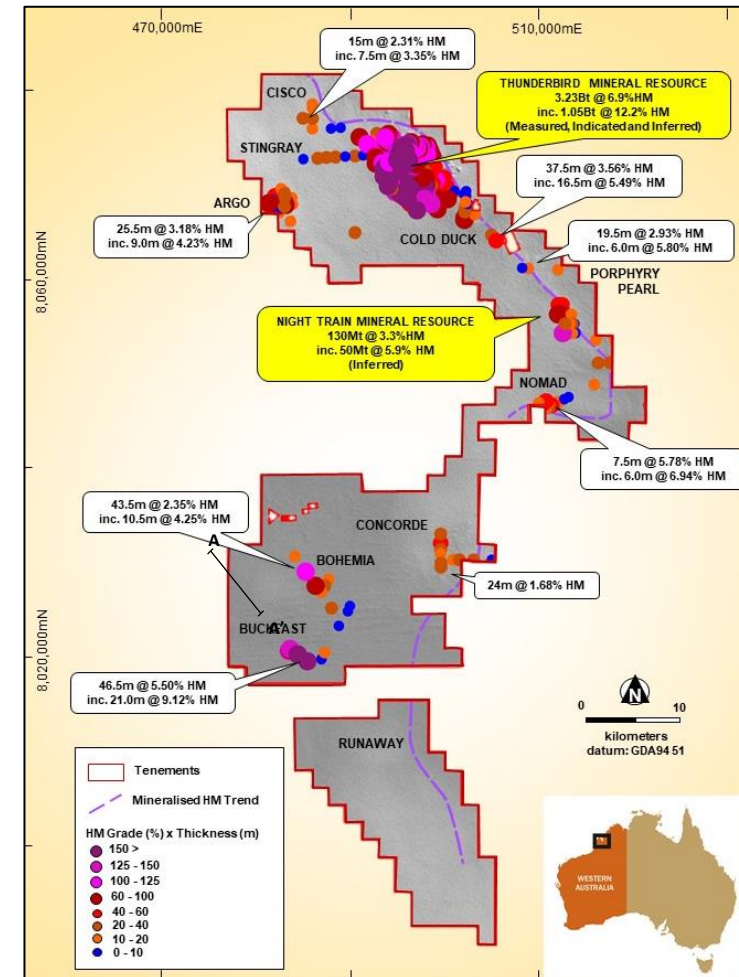 470,000mE
510,000mE
15m @ 2.31% HM
inc. 7.5m @ 3.35% HM
CISCO
THUNDERBIRD MINERAL RESOURCE
3.23Bt @ 6.9%HM
inc. 1.05Bt @ 12.2% HM
(Measured, Indicated and Inferred)
STINGRAY
37.5m @ 3.56% HM
inc. 16.5m @ 5.49% HM
ARGO
25.5m @ 3.18% HM
inc. 9.0m @ 4.23% HM
COLD DUCK
19.5m @ 2.93% HM
inc. 6.0m @ 5.80% HM
8,060,000mN
PORPHYRY
PEARL
NIGHT TRAIN MINERAL RESOURCE
130Mt @ 3.3%HM
inc. 50Mt @ 5.9% HM
(Inferred)
NOMAD
7.5m @ 5.78% HM
inc. 6.0m @ 6.94% HM
43.5m @ 2.35% HM
inc. 10.5m @ 4.25% HM
CONCORDE
A
BOHEMIA
24m @ 1.68% HM
A'
BUCKFAST
8,020,000mN
46.5m @ 5.50% HM
inc. 21.0m @ 9.12% HM
N
0 10
kilometers
datum: GDA94 51
RUNAWAY
Tenements
Mineralised HM Trend
HM Grade (%) x Thickness (m)
150 >
125 - 150
100 - 125
60 - 100
40 - 60
20 - 40
10 - 20
0 - 10
WESTERN
AUSTRALIA